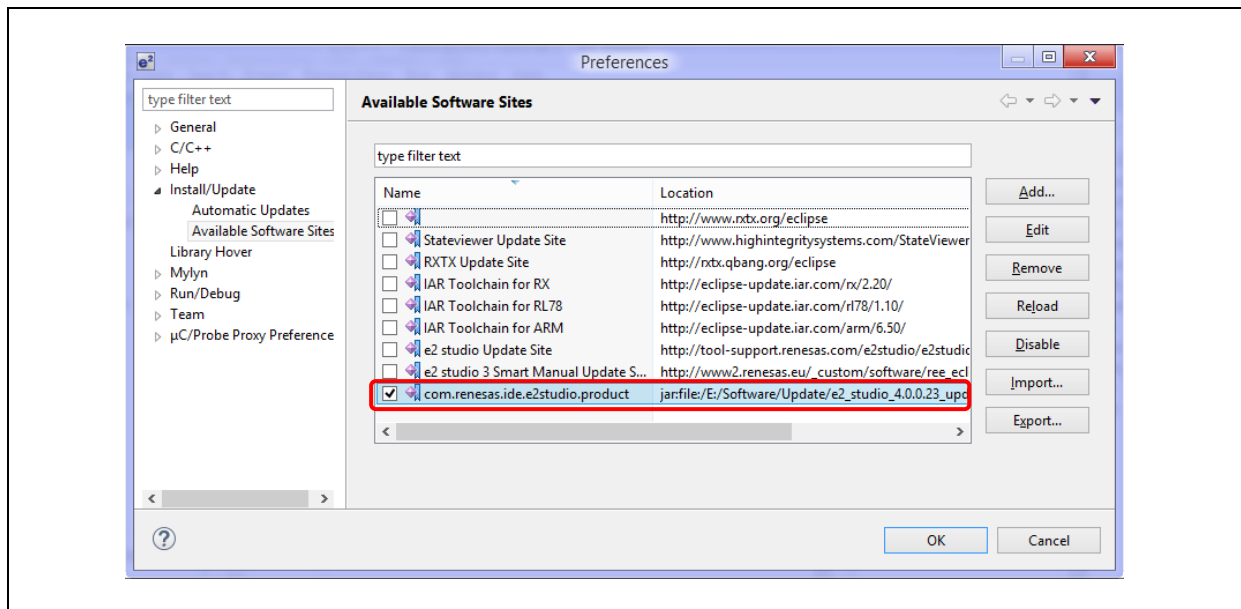 e²
Preferences
type filter text
General
C/C++
Help
Install/Update
Automatic Updates
Available Software Sites
Library Hover
Mylyn
Run/Debug
Team
µC/Probe Proxy Preference
Available Software Sites
type filter text
Name Location
http://www.rxtx.org/eclipse
Stateviewer Update Site http://www.highintegritysystems.com/StateViewer
RXTX Update Site http://rxtx.qbang.org/eclipse
IAR Toolchain for RX http://eclipse-update.iar.com/rx/2.20/
IAR Toolchain for RL78 http://eclipse-update.iar.com/rl78/1.10/
IAR Toolchain for ARM http://eclipse-update.iar.com/arm/6.50/
e2 studio Update Site http://tool-support.renesas.com/e2studio/e2studic
e2 studio 3 Smart Manual Update S... http://www2.renesas.eu/_custom/software/ree_ecl
com.renesas.ide.e2studio.product jar:file:/E:/Software/Update/e2_studio_4.0.0.23_upd
Add...
Edit
Remove
Reload
Disable
Import...
Export...
?
OK Cancel